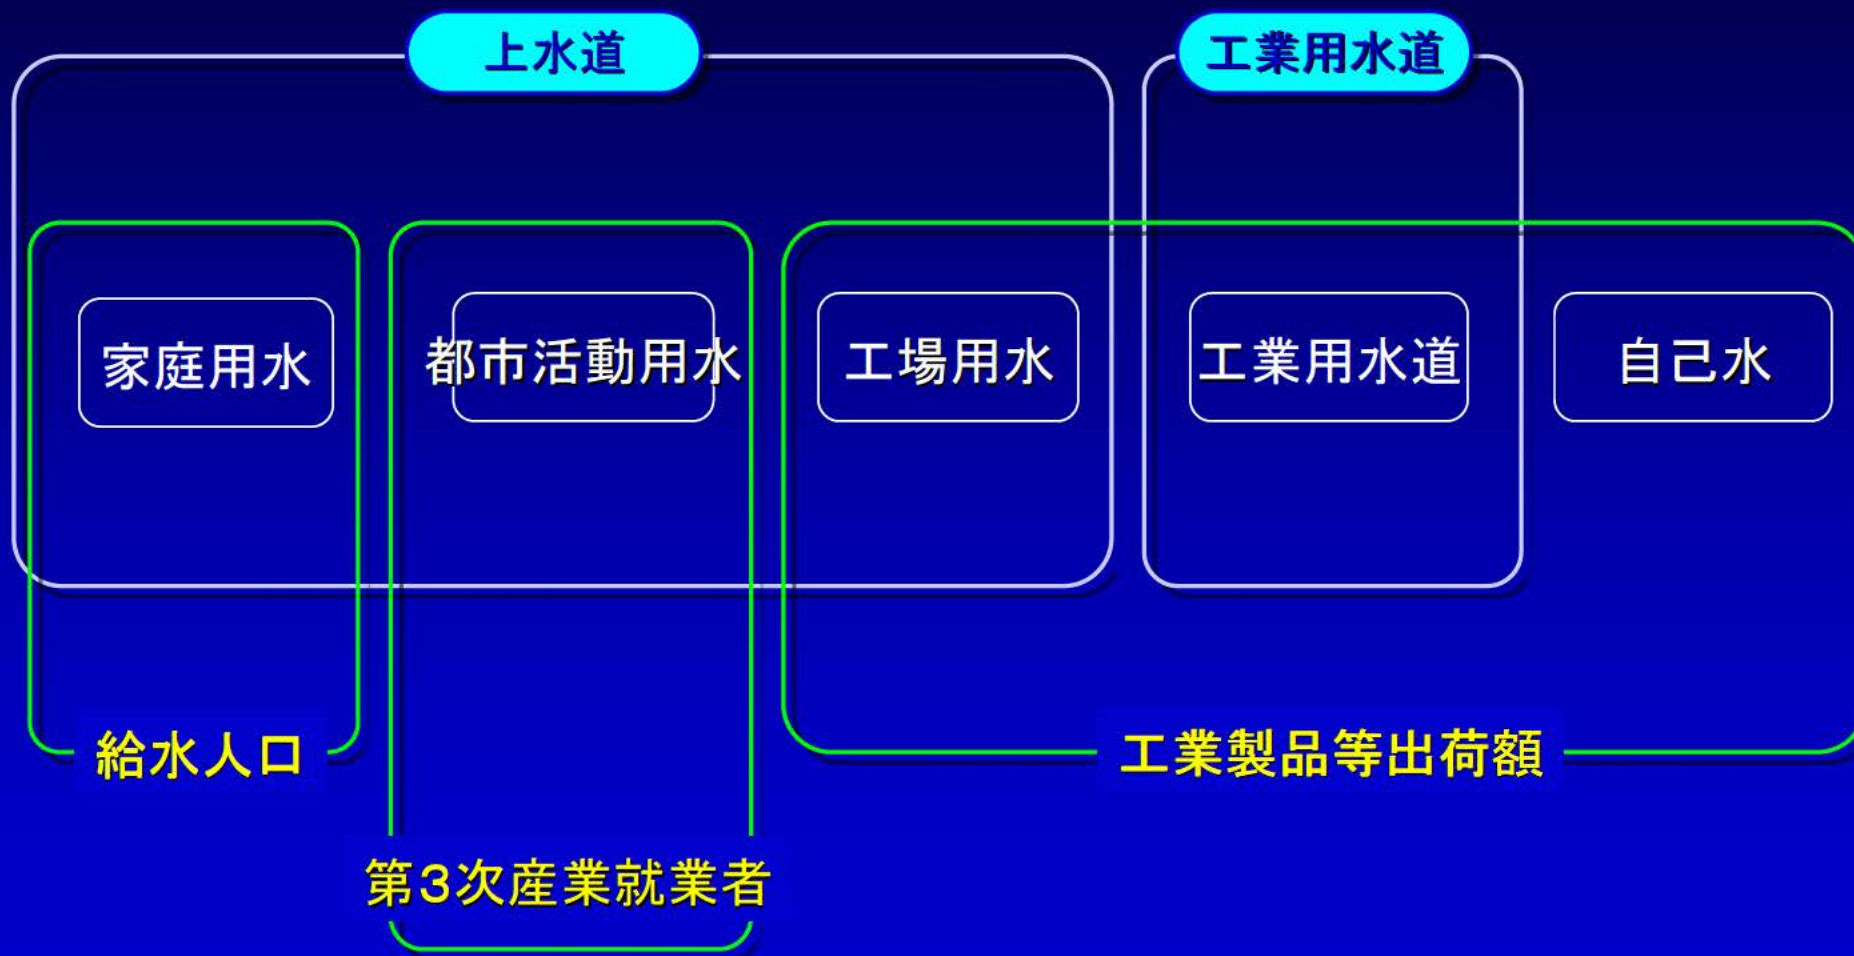 上水道
工業用水道
家庭用水
都市活動用水
工場用水
工業用水道
自己水
給水人口
工業製品等出荷額
第3次産業就業者